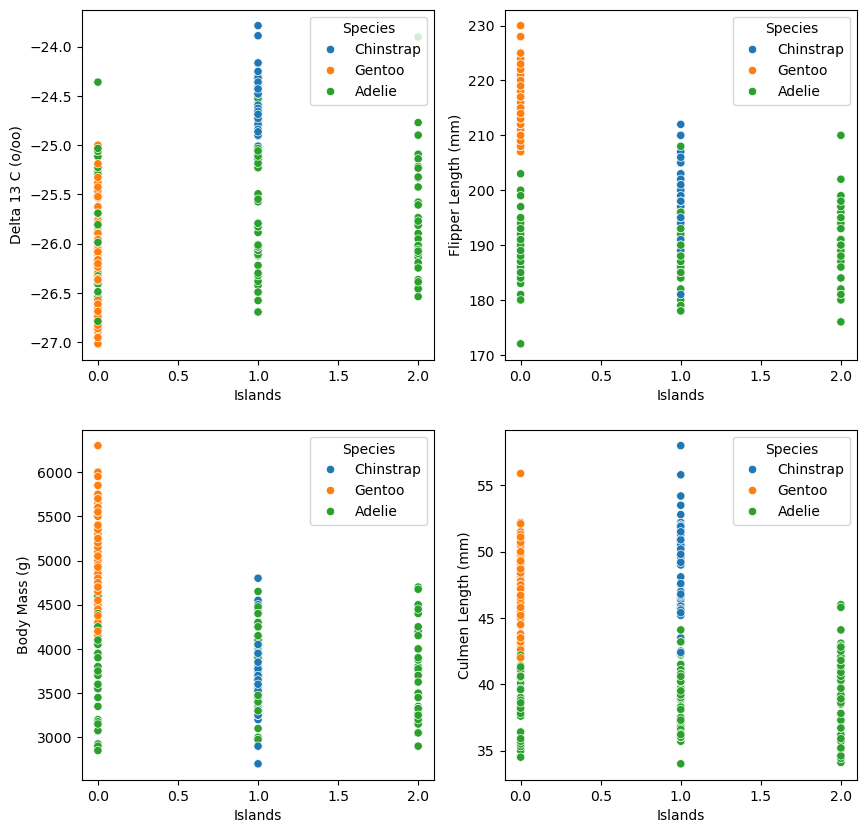 Delta 13 C (o/oo)
−24.0
−24.5
−25.0
−25.5
−26.0
−26.5
−27.0
Species
Chinstrap
Gentoo
Adelie
0.0 0.5 1.0 1.5 2.0
Islands
Flipper Length (mm)
230
220
210
200
190
180
170
Species
Chinstrap
Gentoo
Adelie
0.0 0.5 1.0 1.5 2.0
Islands
Body Mass (g)
6000
5500
5000
4500
4000
3500
3000
Species
Chinstrap
Gentoo
Adelie
0.0 0.5 1.0 1.5 2.0
Islands
Culmen Length (mm)
55
50
45
40
35
Species
Chinstrap
Gentoo
Adelie
0.0 0.5 1.0 1.5 2.0
Islands